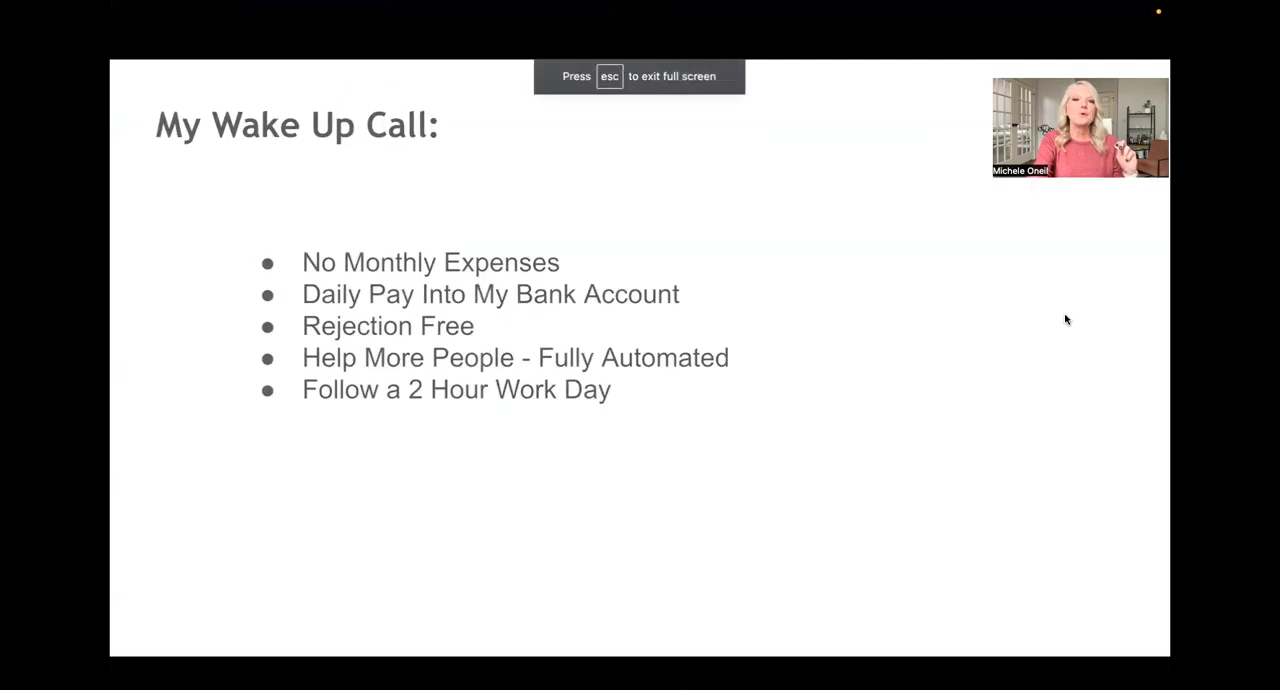 Press esc to exit full screen
My Wake Up Call:
Michele Oneil
● No Monthly Expenses
● Daily Pay Into My Bank Account
● Rejection Free
● Help More People - Fully Automated
● Follow a 2 Hour Work Day